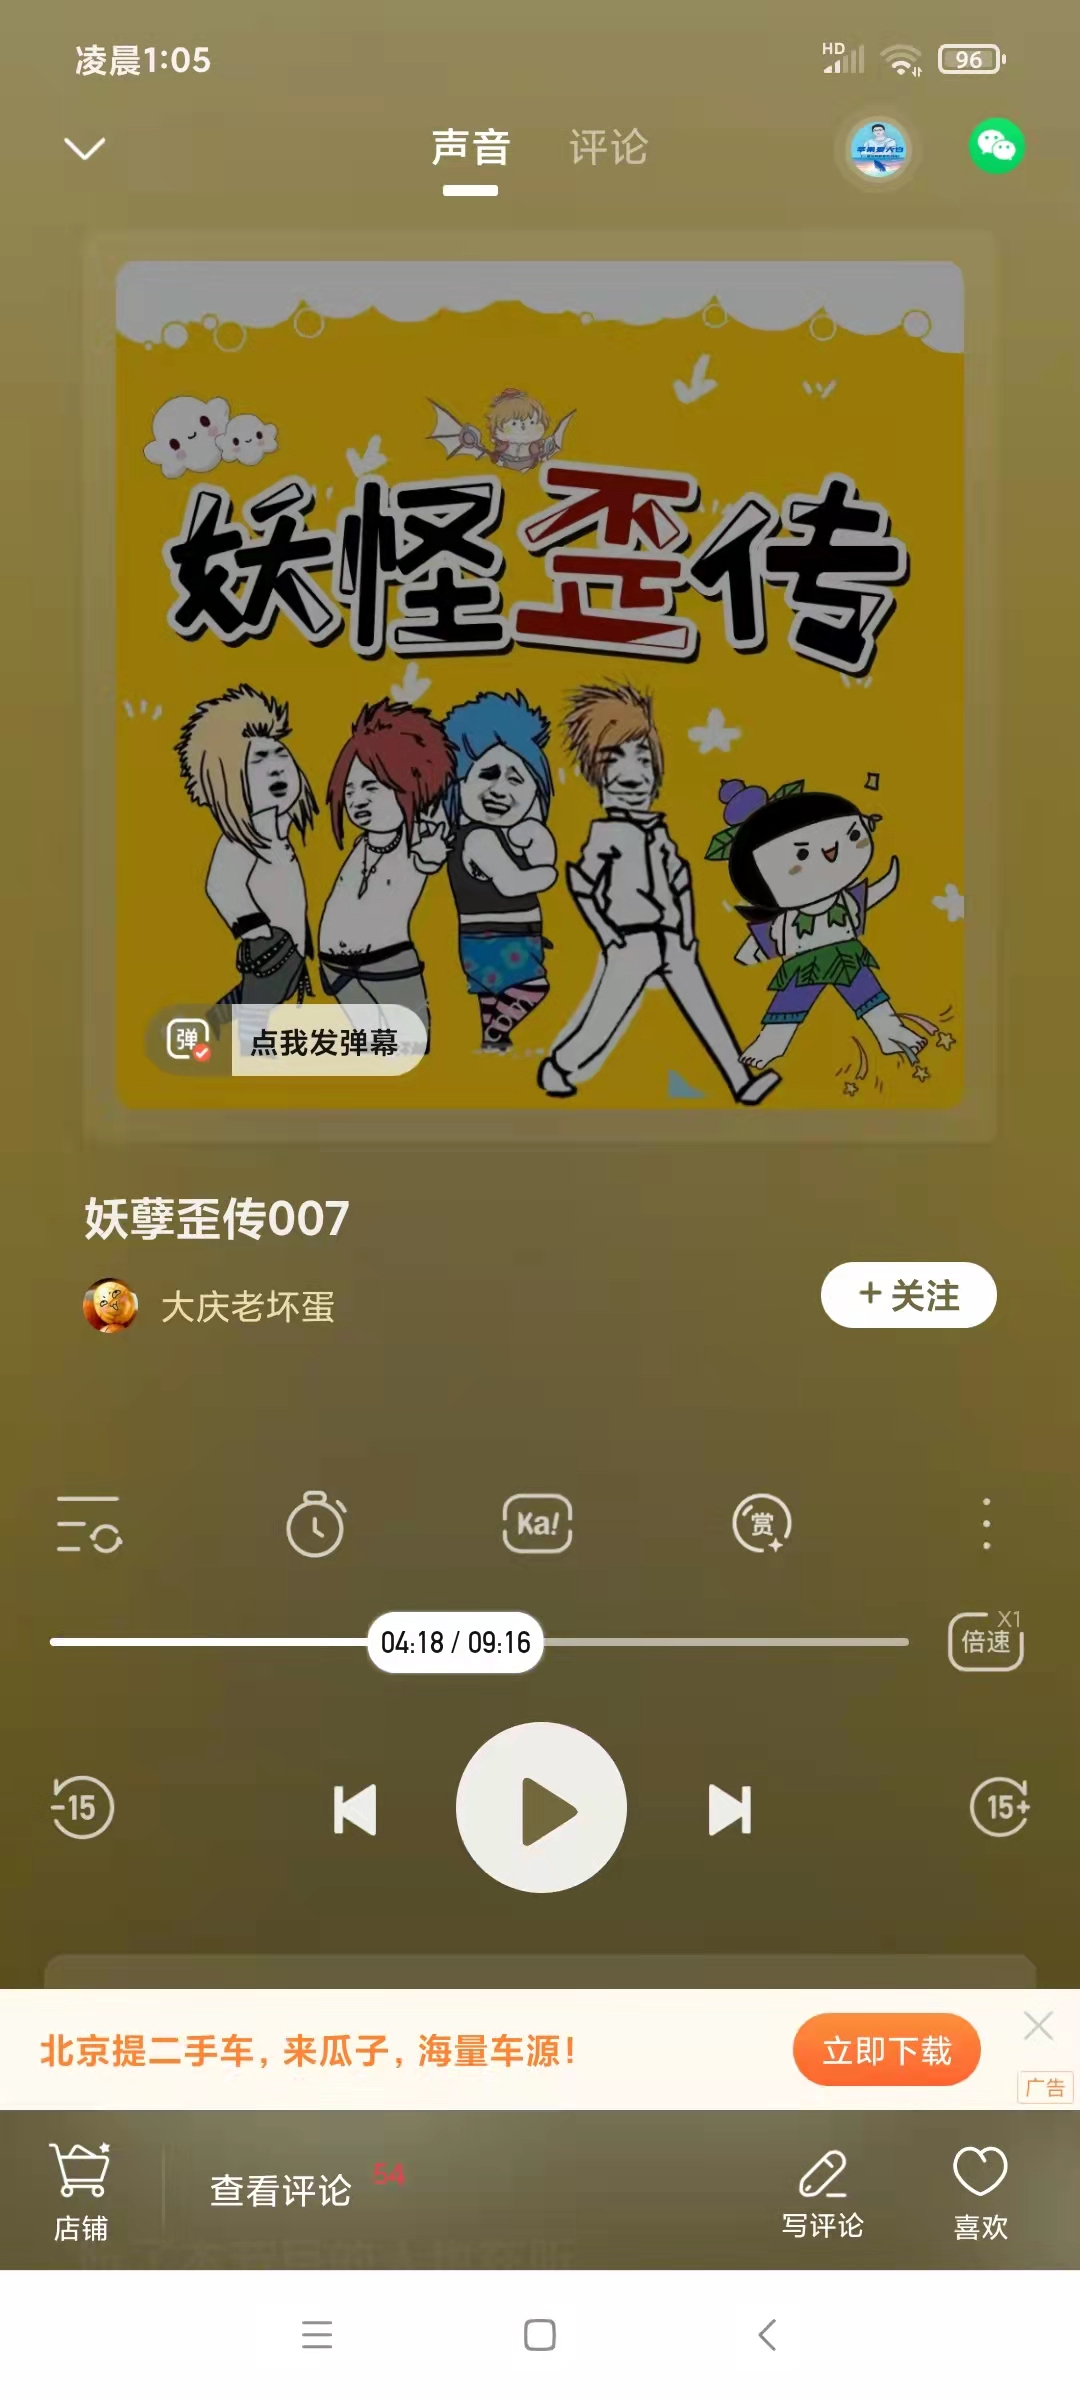 凌晨1:05
HD
96
声音
评论
妖怪歪传
弹
点我发弹幕
妖孽歪传007
大庆老坏蛋
+ 关注
Ka!
赏
04:18 / 09:16
X1
倍速
-15
15+
北京提二手车，来瓜子，海量车源！
立即下载
广告
店铺
查看评论
54
写评论
喜欢